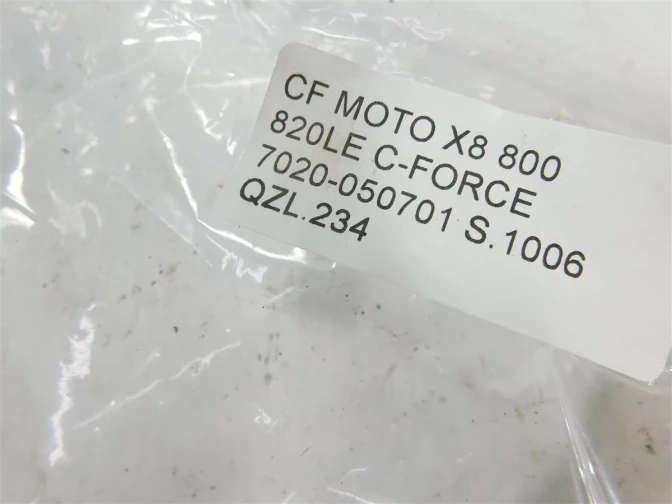 CF MOTO X8 800
820LE C-FORCE
7020-050701 S.1006
QZL.234